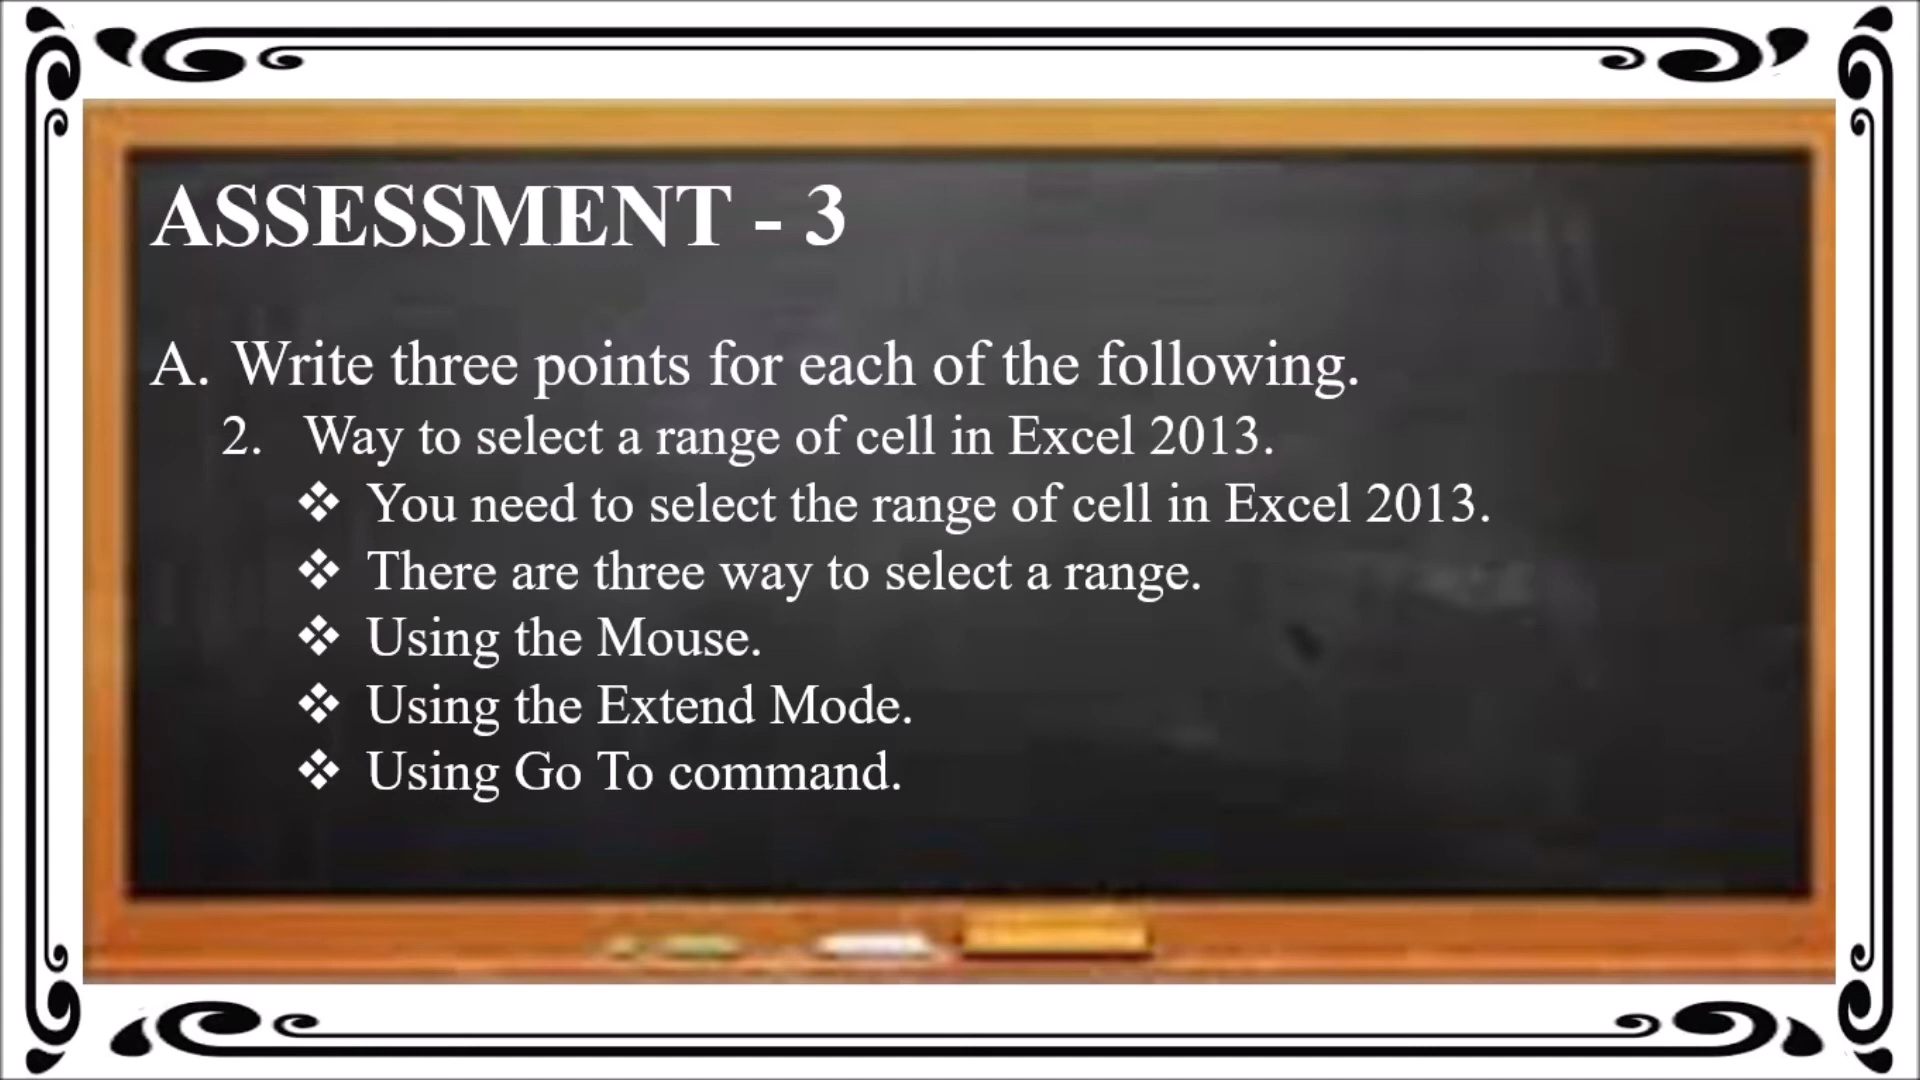 ASSESSMENT - 3
A. Write three points for each of the following.
2. Way to select a range of cell in Excel 2013.
❖ You need to select the range of cell in Excel 2013.
❖ There are three way to select a range.
❖ Using the Mouse.
❖ Using the Extend Mode.
❖ Using Go To command.